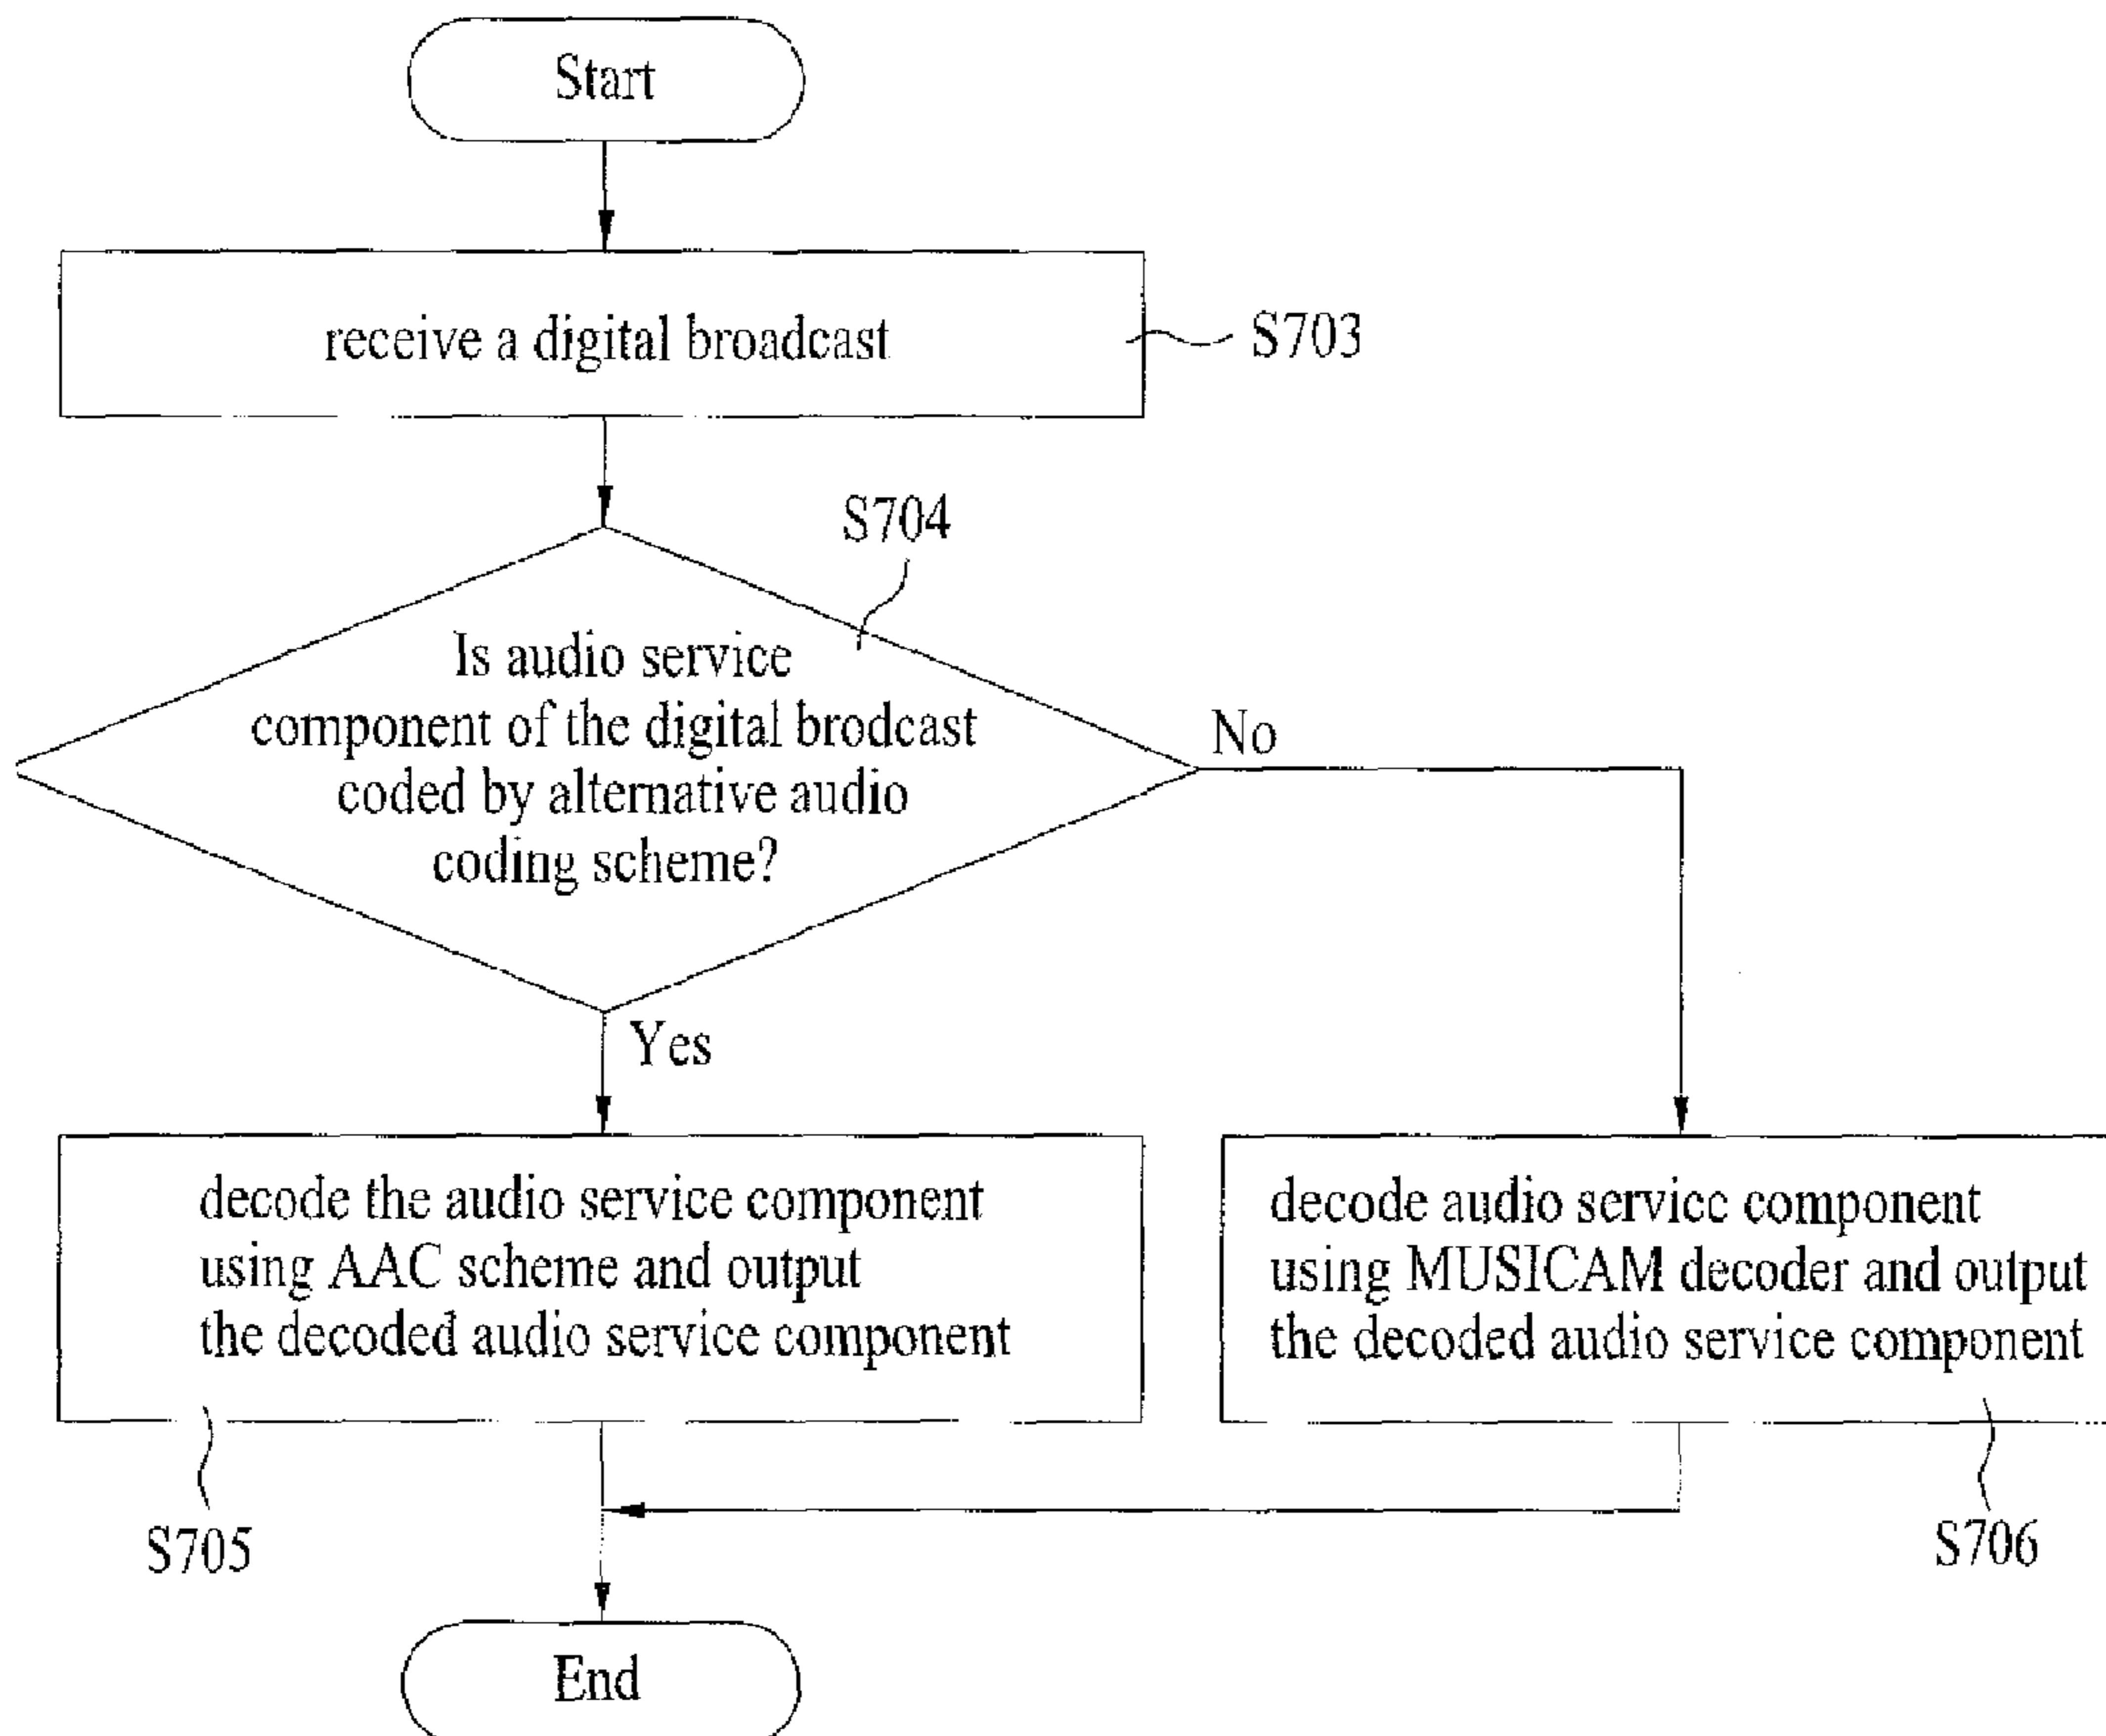 Start
receive a digital broadcast
S703
S704
Is audio service
component of the digital brodcast
coded by alternative audio
coding scheme?
No
Yes
decode the audio service component
using AAC scheme and output
the decoded audio service component
decode audio service component
using MUSICAM decoder and output
the decoded audio service component
S705
S706
End